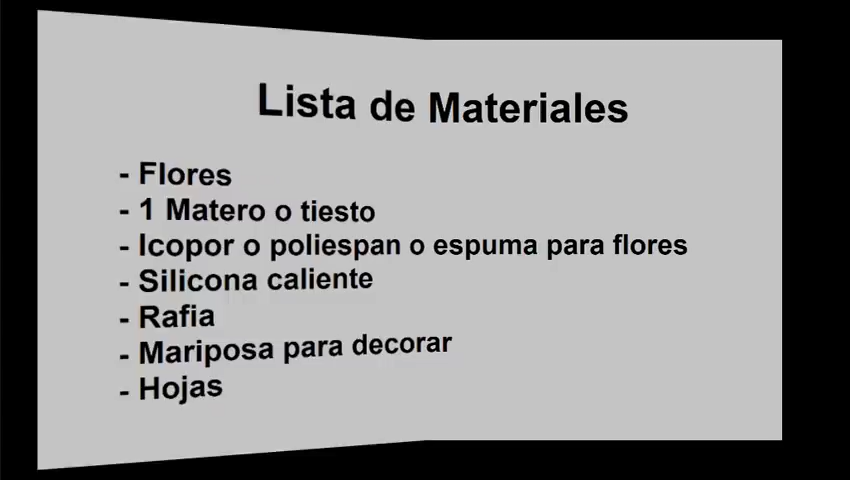 Lista de Materiales
- Flores
- 1 Matero o tiesto
- Icopor o poliespan o espuma para flores
- Silicona caliente
- Rafia
- Mariposa para decorar
- Hojas